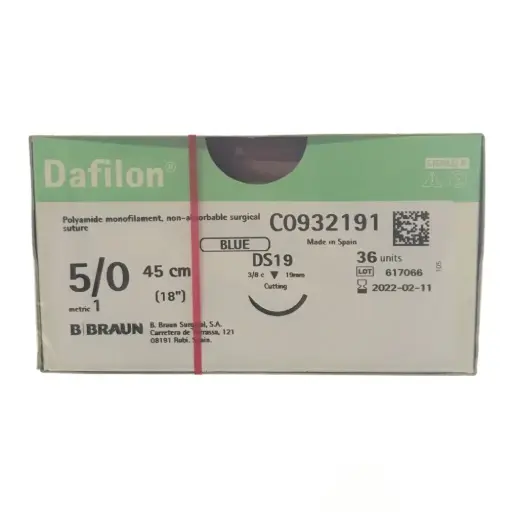 Dafilon®
Polyamide monofilament, non-absorbable surgical
suture
C0932191
BLUE
Made in Spain
DS19
36 units
5/0
45 cm
(18")
3/8 c
19mm
Cutting
LOT 617066
2022-02-11
metric 1
B|BRAUN
B. Braun Surgical, S.A.
Carretera de Terrassa, 121
08191 Rubí. Spain.